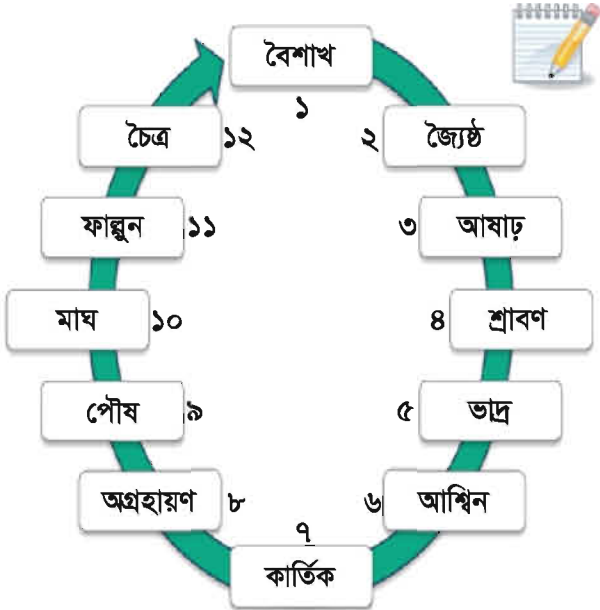 বৈশাখ
১
জ্যৈষ্ঠ
২
আষাঢ়
৩
শ্রাবণ
৪
ভাদ্র
৫
আশ্বিন
৬
কার্তিক
৭
অগ্রহায়ণ
৮
পৌষ
৯
মাঘ
১০
ফাল্গুন
১১
চৈত্র
১২